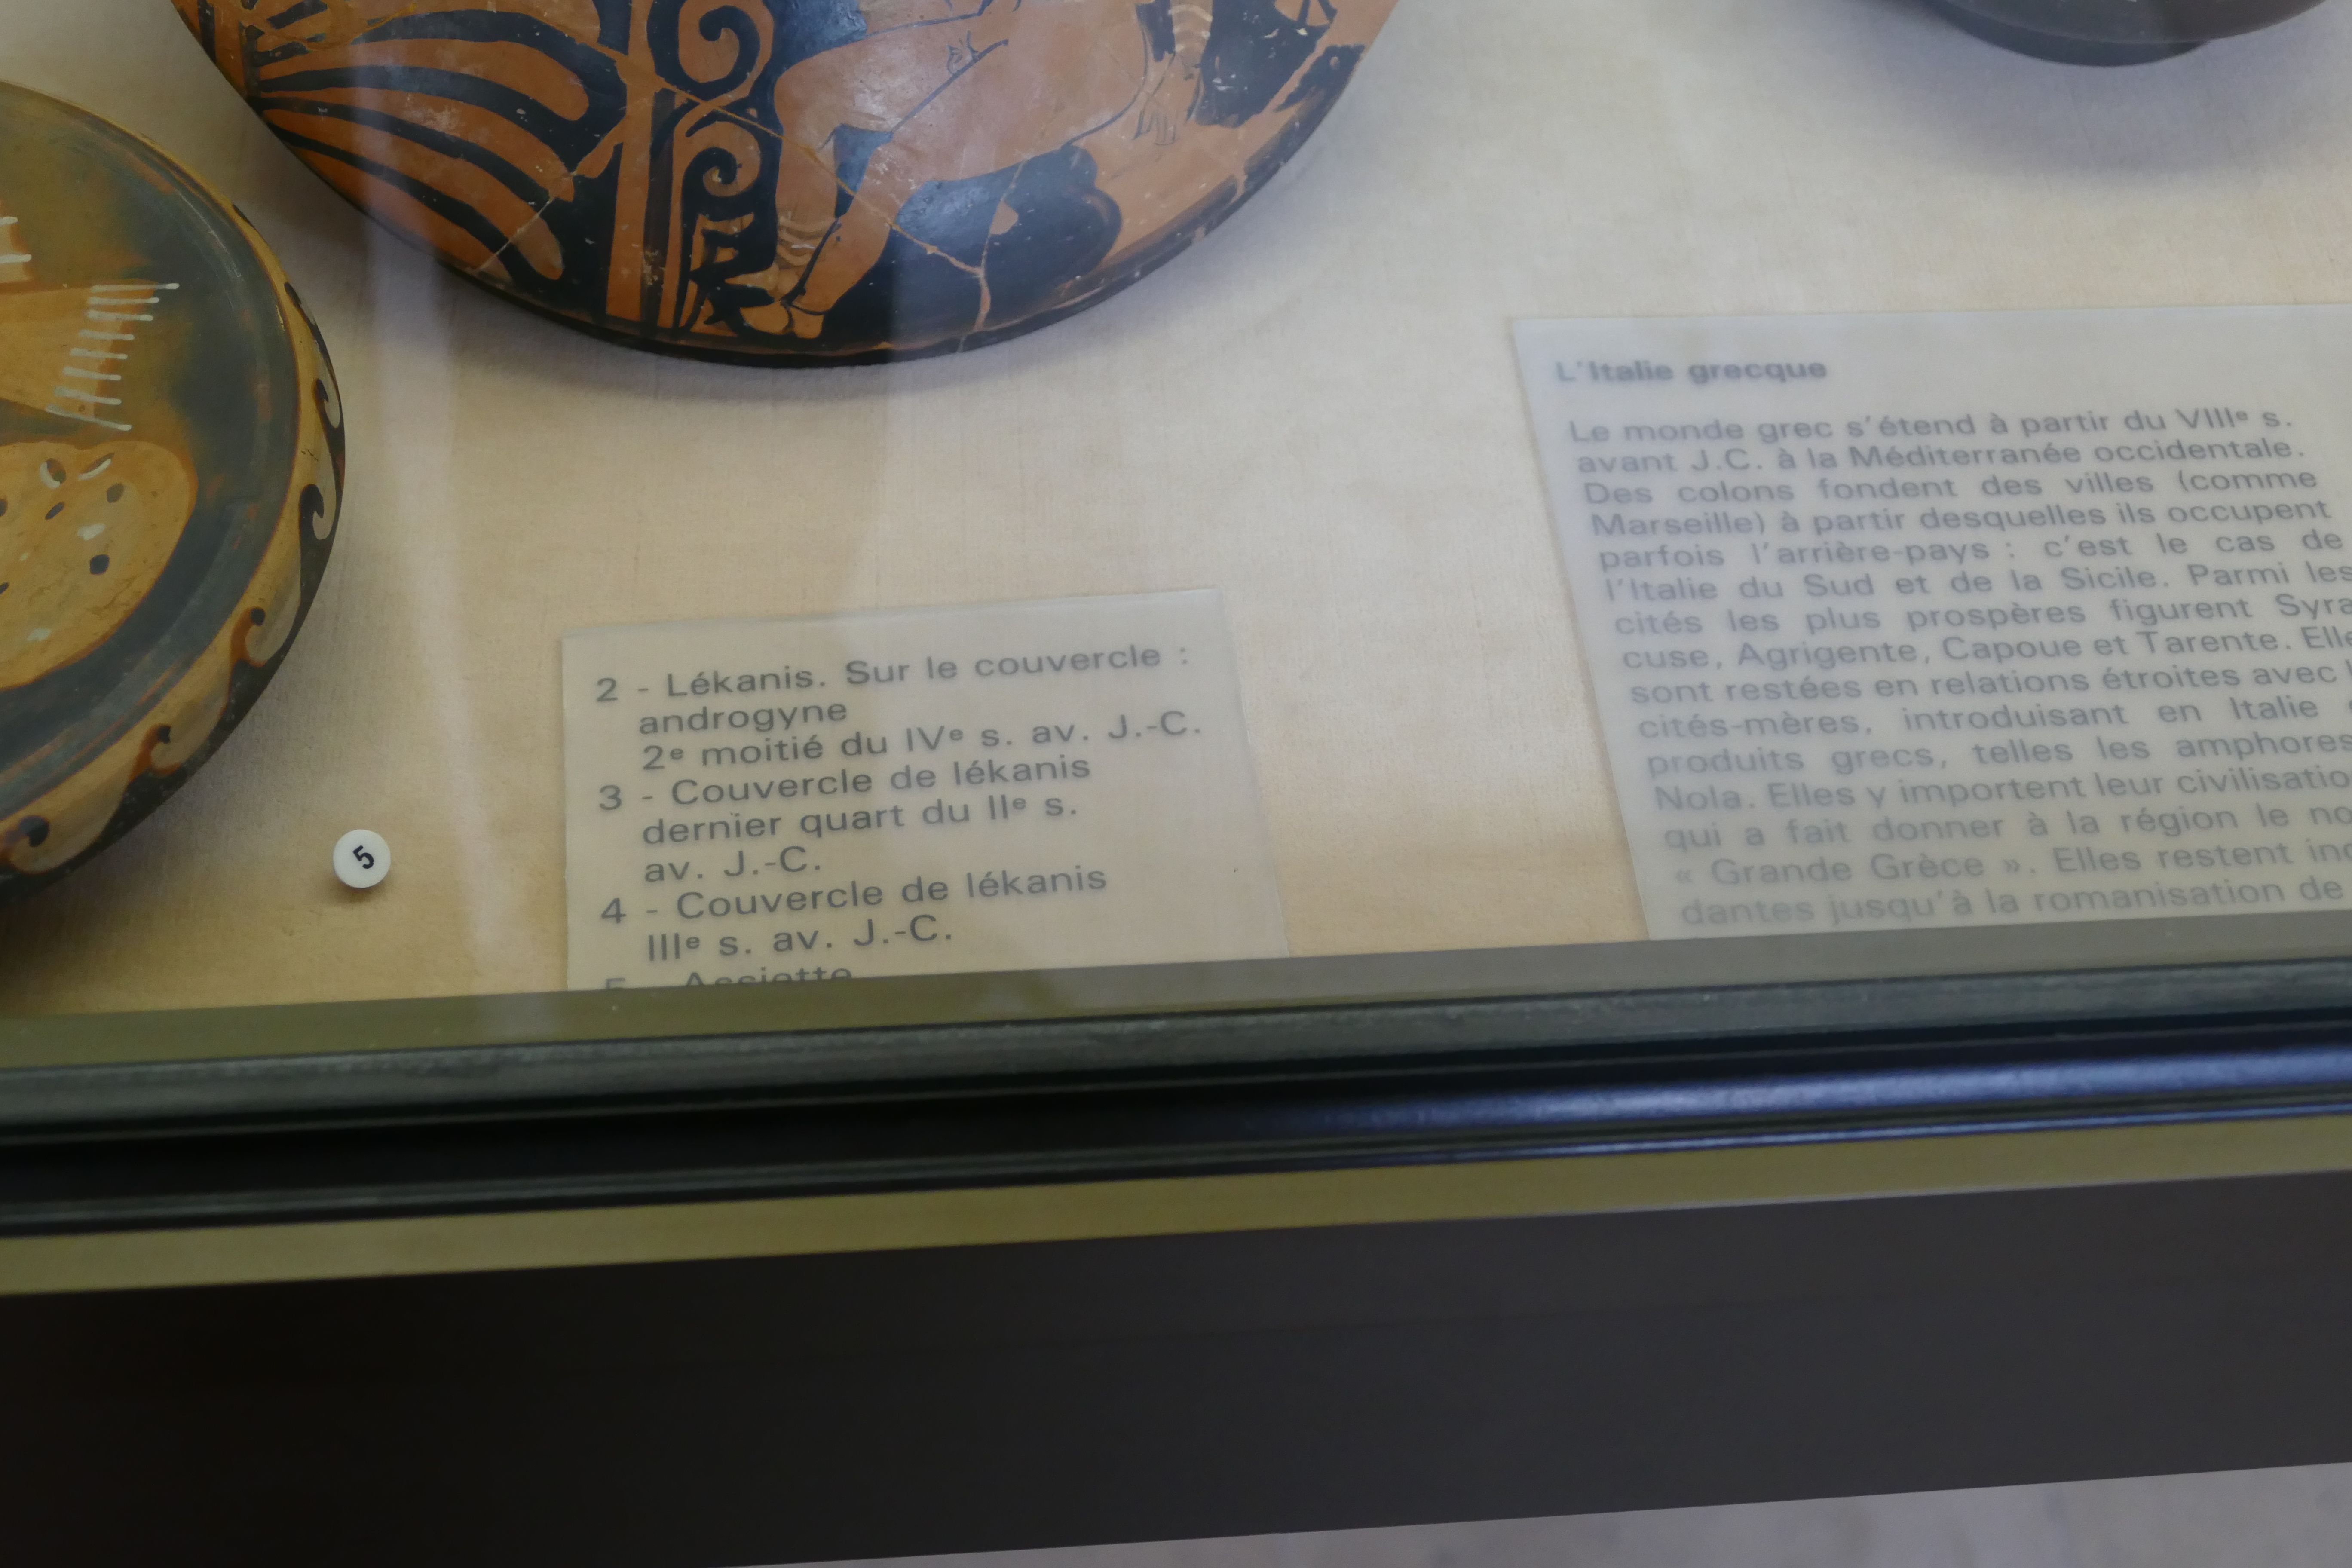 5
2 - Lékanis. Sur le couvercle :
androgyne
2e moitié du IVe s. av. J.-C.
3 - Couvercle de lékanis
dernier quart du IIe s.
av. J.-C.
4 - Couvercle de lékanis
IIIe s. av. J.-C.
5 - Assiette
L'Italie grecque
Le monde grec s'étend à partir du VIIIe s.
avant J.C. à la Méditerranée occidentale.
Des colons fondent des villes (comme
Marseille) à partir desquelles ils occupent
parfois l'arrière-pays : c'est le cas de
l'Italie du Sud et de la Sicile. Parmi les
cités les plus prospères figurent Syra
cuse, Agrigente, Capoue et Tarente. Elle
sont restées en relations étroites avec
cités-mères, introduisant en Italie
produits grecs, telles les amphores
Nola. Elles y importent leur civilisatio
qui a fait donner à la région le no
« Grande Grèce ». Elles restent ind
dantes jusqu'à la romanisation de